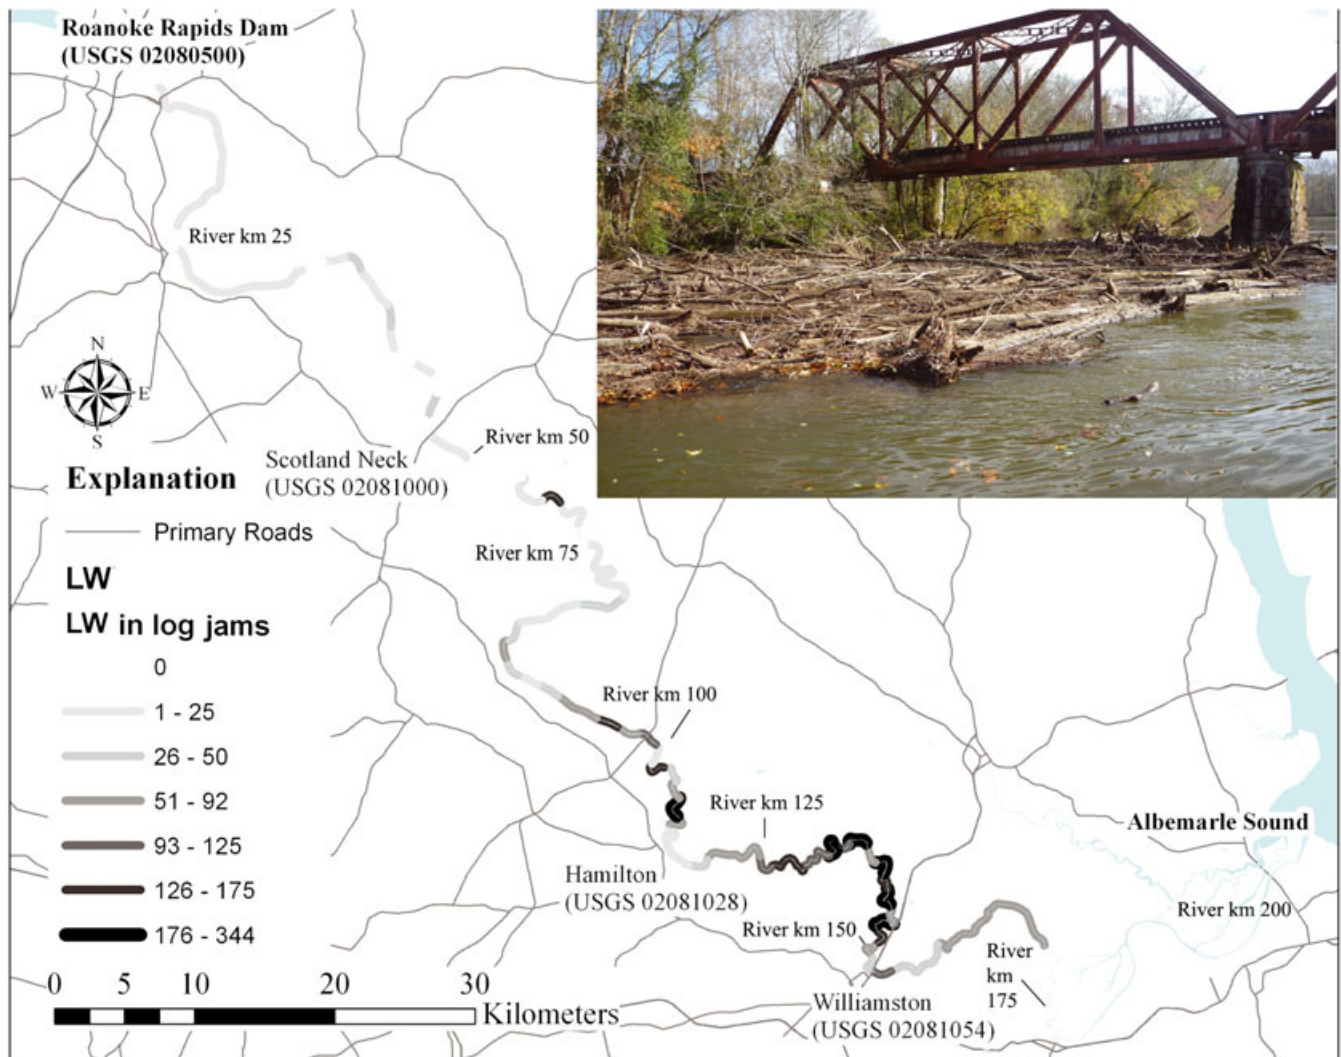 Roanoke Rapids Dam
(USGS 02080500)
River km 25
N
W E
S
River km 50
Scotland Neck
(USGS 02081000)
Explanation
Primary Roads
River km 75
LW
LW in log jams
0
1 - 25
26 - 50
51 - 92
93 - 125
126 - 175
176 - 344
River km 100
River km 125
Albemarle Sound
Hamilton
(USGS 02081028)
River km 150
River km 200
River
km
175
Williamston
(USGS 02081054)
0 5 10 20 30
Kilometers